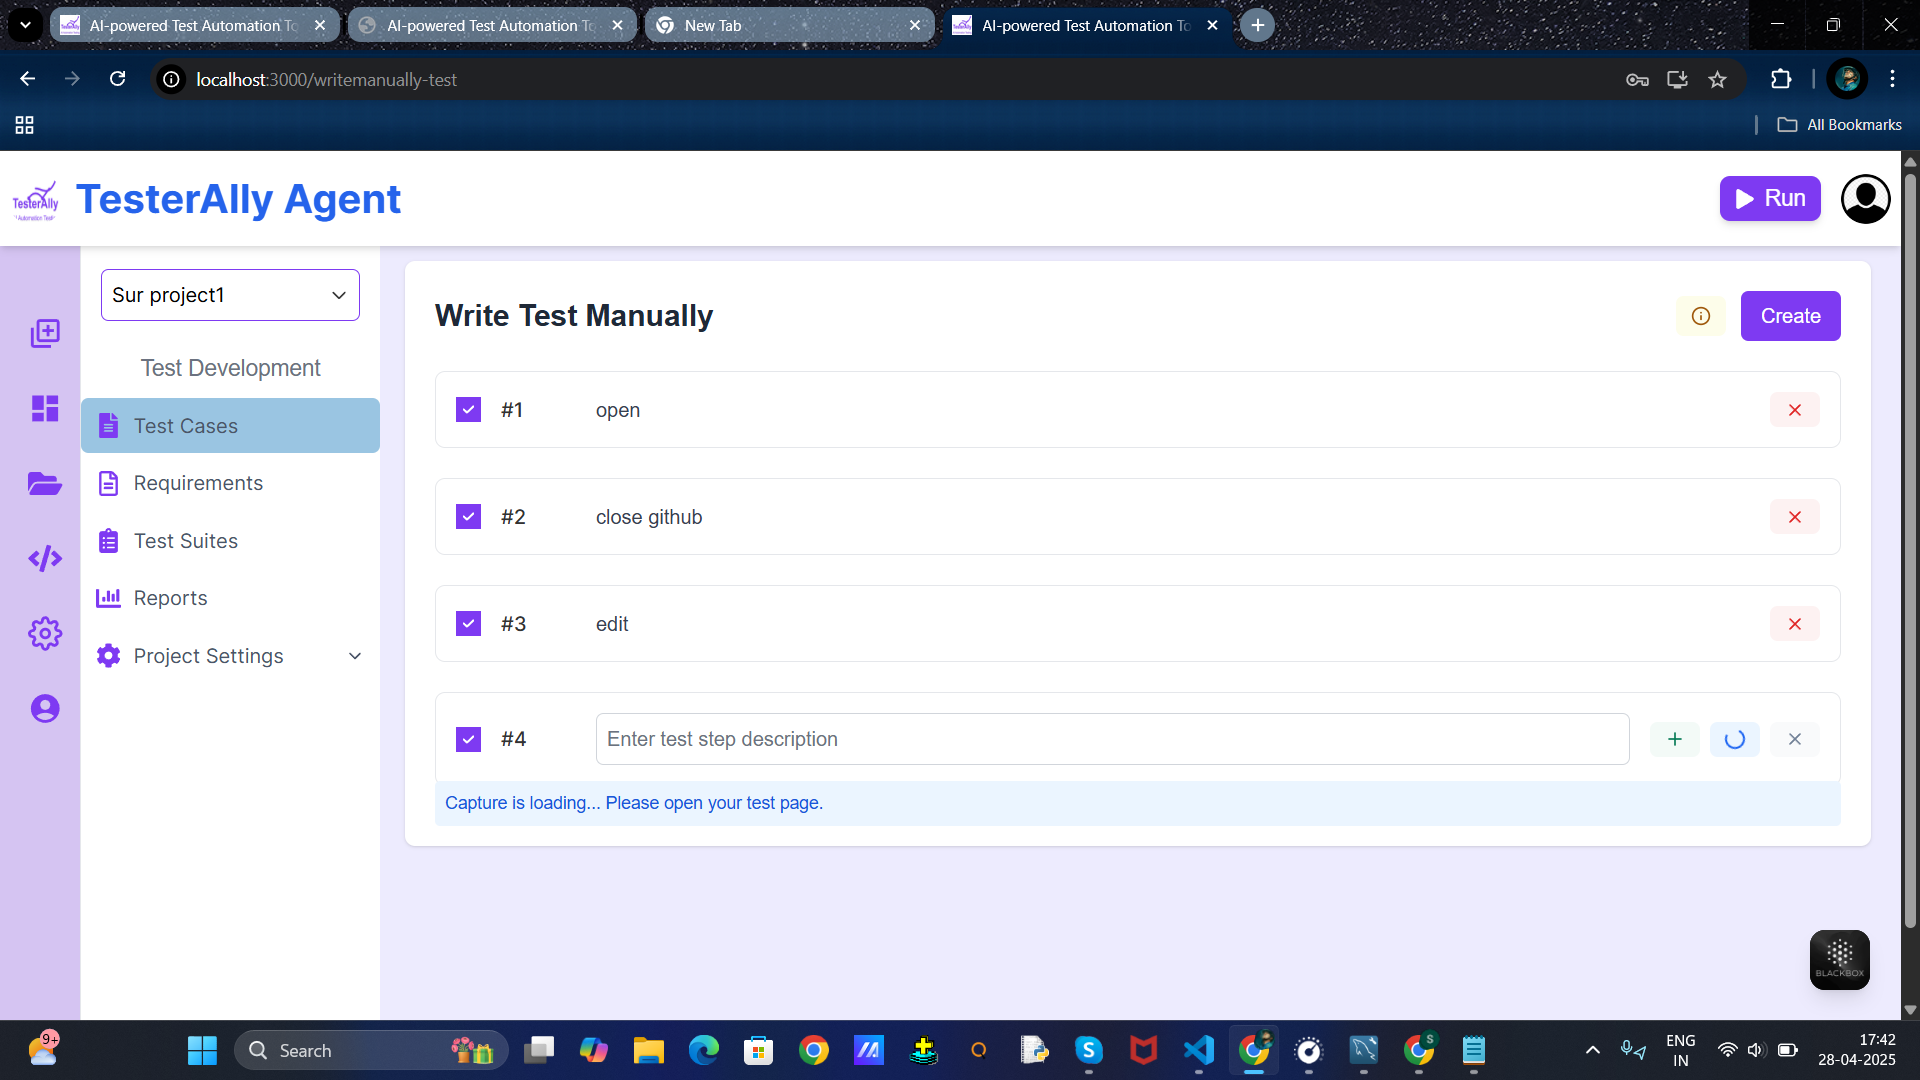 AI-powered Test Automation To
AI-powered Test Automation To
New Tab
AI-powered Test Automation To
localhost:3000/writemanually-test
All Bookmarks
TesterAlly
TesterAlly Agent
Run
Sur project1
Test Development
Test Cases
Requirements
Test Suites
Reports
Project Settings
Write Test Manually
Create
#1 open
#2 close github
#3 edit
#4 Enter test step description
Capture is loading... Please open your test page.
BLACKBOX
9+
Search
S
S
ENG
IN
17:42
28-04-2025